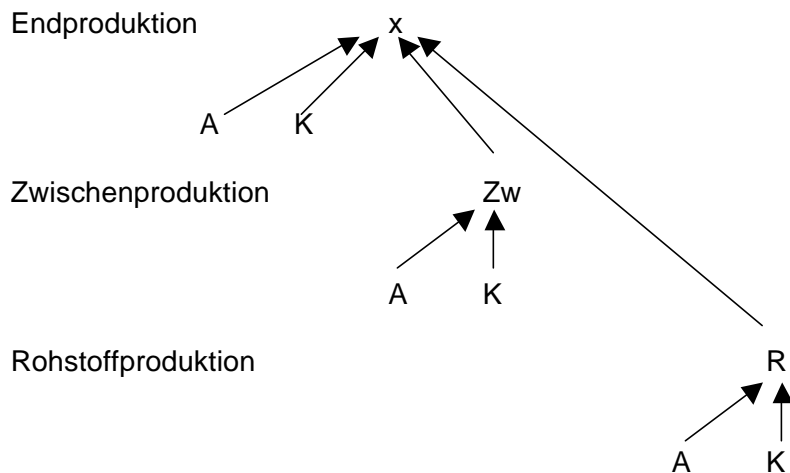 Endproduktion x
A K
Zwischenproduktion Zw
A K
Rohstoffproduktion R
A K